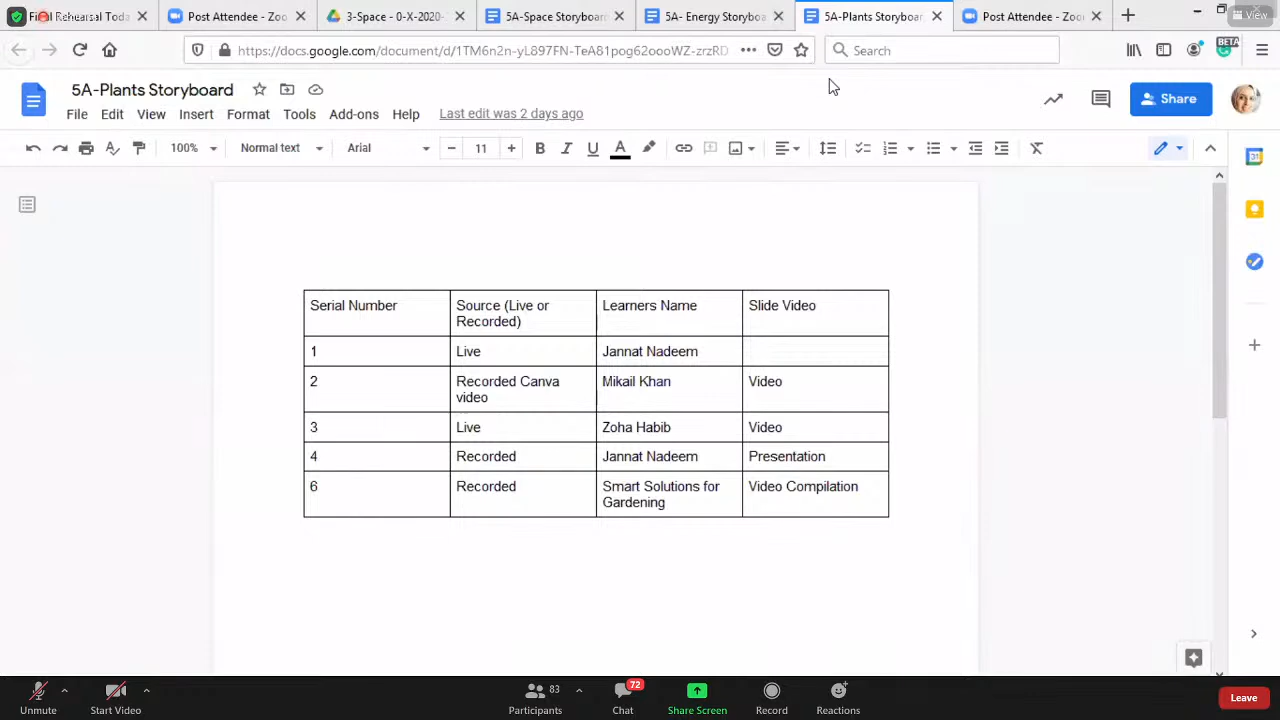 Final Rehearsal Toda
Post Attendee - Zoo
3-Space - 0-X-2020-
5A-Space Storyboard
5A- Energy Storyboa
5A-Plants Storyboar
Post Attendee - Zoo
View
https://docs.google.com/document/d/1TM6n2n-yL897FN-TeA81pog62oooWZ-zrzRD
Search
BETA
5A-Plants Storyboard
File Edit View Insert Format Tools Add-ons Help Last edit was 2 days ago
Share
100% Normal text Arial 11 B I U A
31
Serial Number Source (Live or Learners Name Slide Video
Recorded)
1 Live Jannat Nadeem
2 Recorded Canva Mikail Khan Video
video
3 Live Zoha Habib Video
4 Recorded Jannat Nadeem Presentation
6 Recorded Smart Solutions for Video Compilation
Gardening
83 72
Unmute Start Video Participants Chat Share Screen Record Reactions Leave